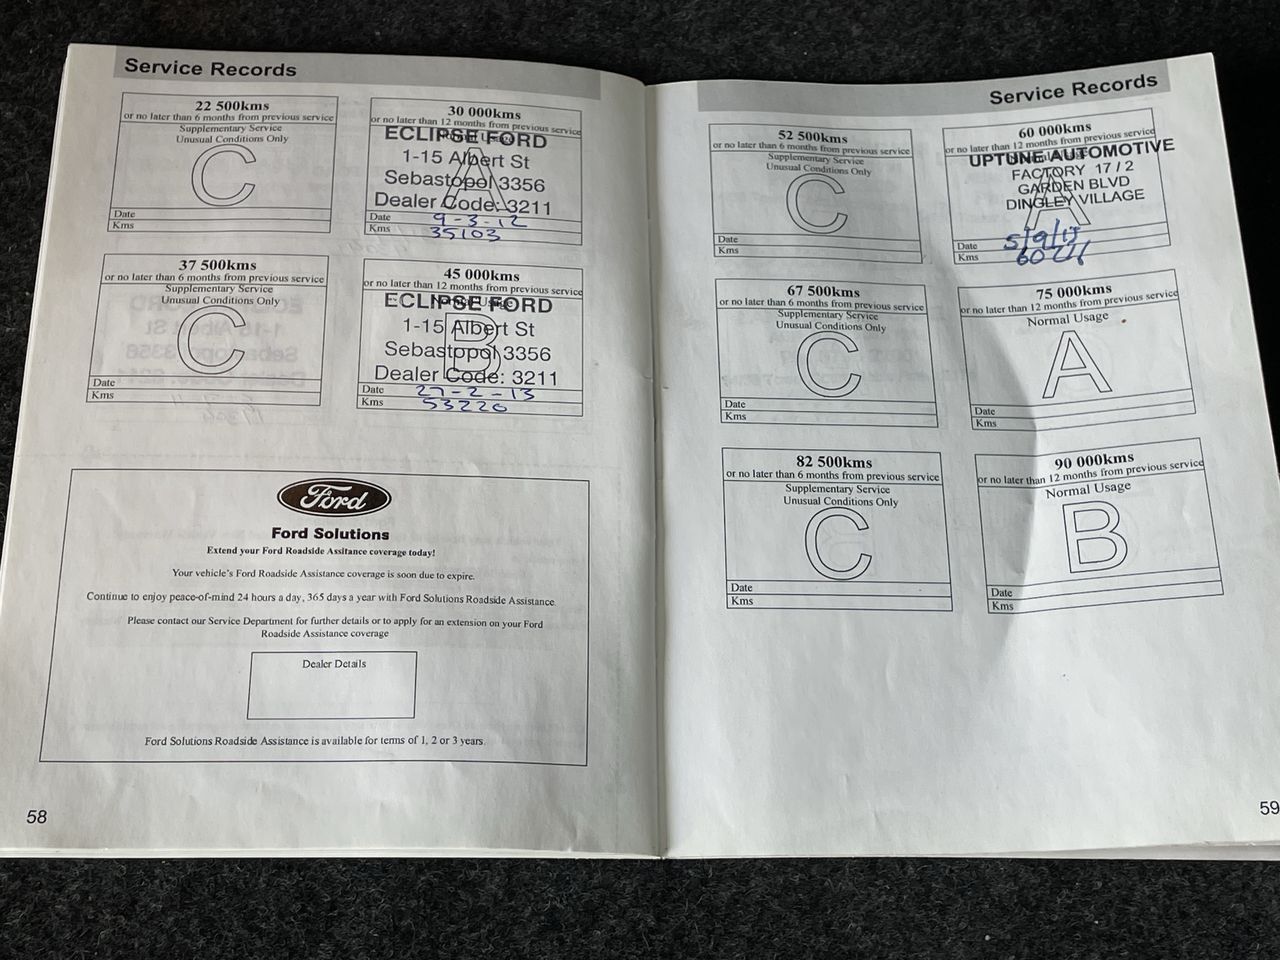 Service Records
22 500kms
or no later than 6 months from previous service
Supplementary Service
Unusual Conditions Only
C
Date
Kms
30 000kms
or no later than 12 months from previous service
ECLIPSE FORD
1-15 Albert St
A
Sebastopol 3356
Dealer Code: 3211
Date 9-3-12
Kms 35103
37 500kms
or no later than 6 months from previous service
Supplementary Service
Unusual Conditions Only
C
Date
Kms
45 000kms
or no later than 12 months from previous service
ECLIPSE FORD
1-15 Albert St
B
Sebastopol 3356
Dealer Code: 3211
Date 27-2-13
Kms 53226
Ford
Ford Solutions
Extend your Ford Roadside Assitance coverage today!
Your vehicle's Ford Roadside Assistance coverage is soon due to expire.
Continue to enjoy peace-of-mind 24 hours a day, 365 days a year with Ford Solutions Roadside Assistance
Please contact our Service Department for further details or to apply for an extension on your Ford
Roadside Assistance coverage
Dealer Details
Ford Solutions Roadside Assistance is available for terms of 1, 2 or 3 years.
58
Service Records
52 500kms
or no later than 6 months from previous service
Supplementary Service
Unusual Conditions Only
C
Date
Kms
60 000kms
or no later than 12 months from previous service
UPTUNE AUTOMOTIVE
FACTORY 17 / 2
GARDEN BLVD
DINGLEY VILLAGE
A
Date
Kms
67 500kms
or no later than 6 months from previous service
Supplementary Service
Unusual Conditions Only
C
Date
Kms
75 000kms
or no later than 12 months from previous service
Normal Usage
A
Date
Kms
82 500kms
or no later than 6 months from previous service
Supplementary Service
Unusual Conditions Only
C
Date
Kms
90 000kms
or no later than 12 months from previous service
Normal Usage
B
Date
Kms
59